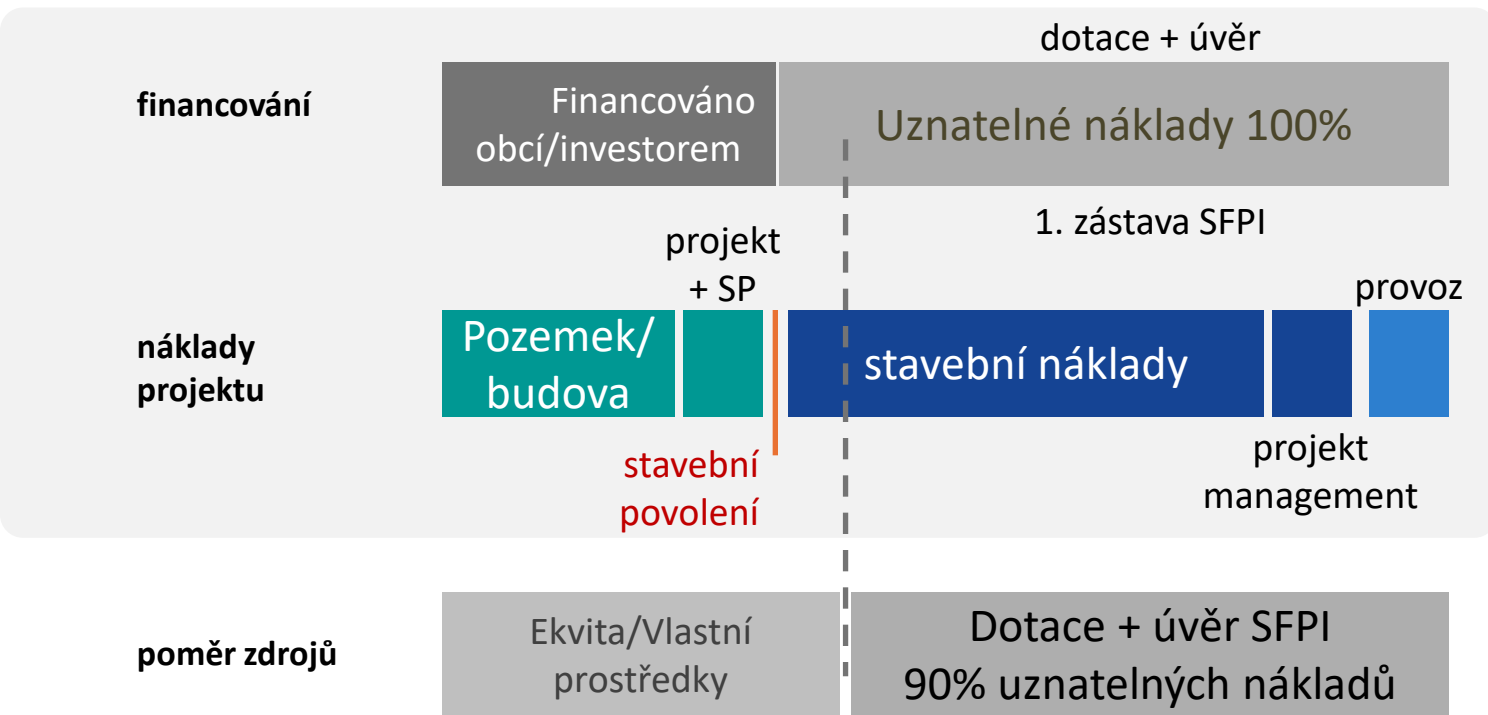 dotace + úvěr
financování
Financováno
obcí/investorem
Uznatelné náklady 100%
1. zástava SFPI
projekt
+ SP
provoz
náklady
projektu
Pozemek/
budova
stavební náklady
stavební
povolení
projekt
management
poměr zdrojů
Ekvita/Vlastní
prostředky
Dotace + úvěr SFPI
90% uznatelných nákladů